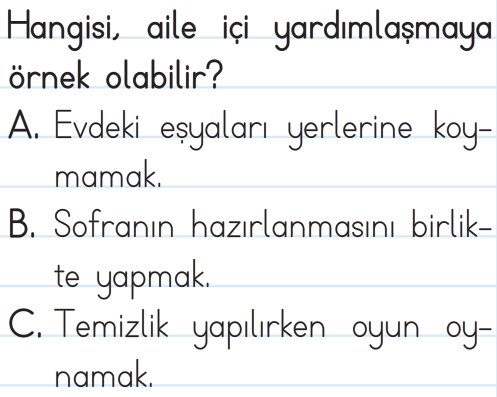 Hangisi, aile içi yardımlaşmaya
örnek olabilir?
A. Evdeki eşyaları yerlerine koy-
mamak.
B. Sofranın hazırlanmasını birlik-
te yapmak.
C. Temizlik yapılırken oyun oy-
namak.